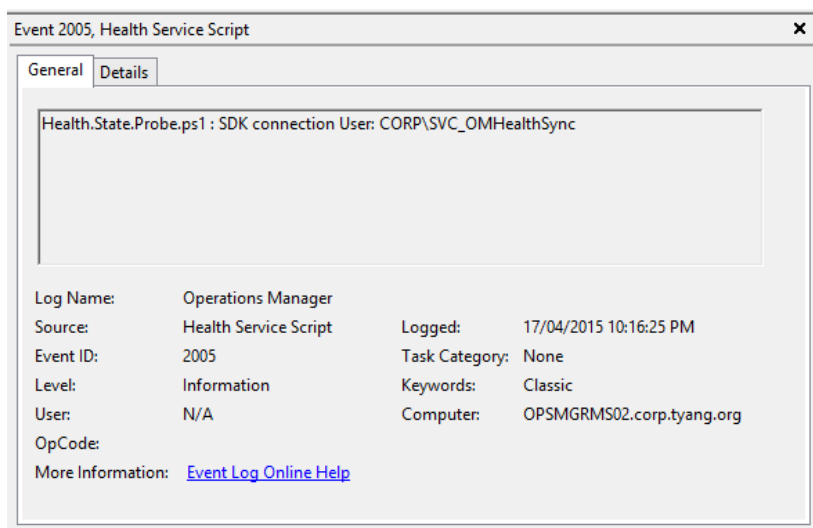 Event 2005, Health Service Script
General Details
Health.State.Probe.ps1 : SDK connection User: CORP\SVC_OMHealthSync
Log Name: Operations Manager
Source: Health Service Script Logged: 17/04/2015 10:16:25 PM
Event ID: 2005 Task Category: None
Level: Information Keywords: Classic
User: N/A Computer: OPSMGRMS02.corp.tyang.org
OpCode:
More Information: Event Log Online Help